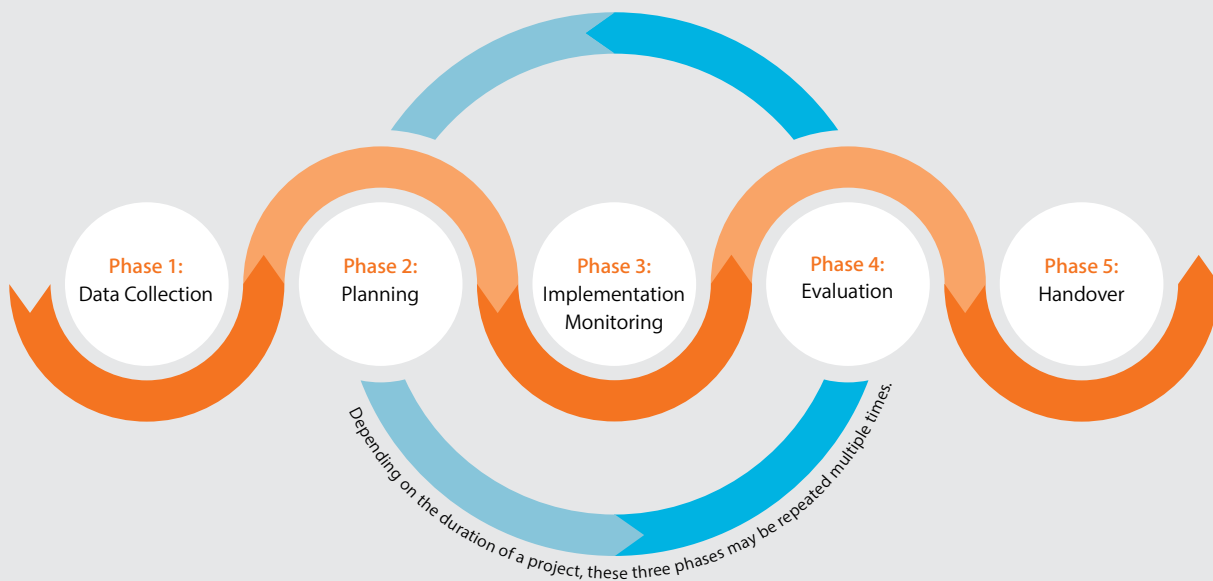 Phase 1:
Data Collection
Phase 2:
Planning
Phase 3:
Implementation
Monitoring
Phase 4:
Evaluation
Phase 5:
Handover
Depending on the duration of a project, these three phases may be repeated multiple times.